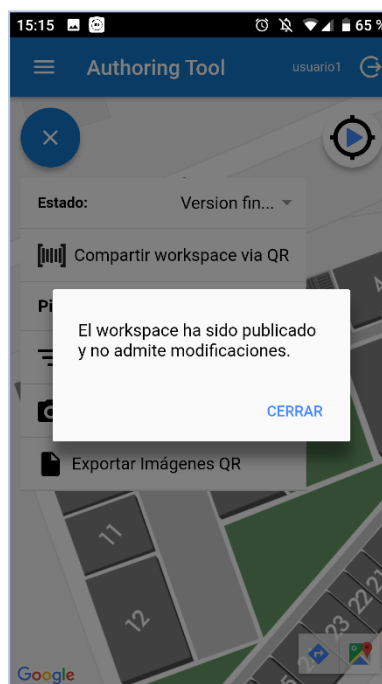 15:15 65 %
Authoring Tool usuario1
Estado: Version fin...
Compartir workspace via QR
Pi
El workspace ha sido publicado
y no admite modificaciones.
CERRAR
Exportar Imágenes QR
11
12
23
22
Google